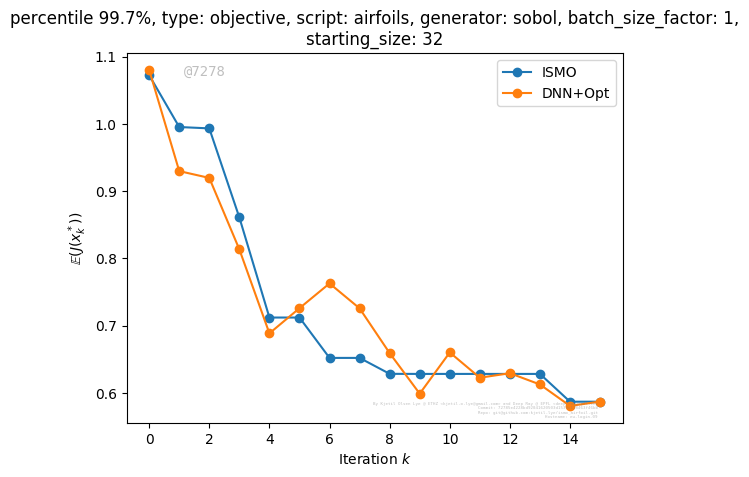 percentile 99.7%, type: objective, script: airfoils, generator: sobol, batch_size_factor: 1,
starting_size: 32
@7278
ISMO
DNN+Opt
1.1
1.0
0.9
0.8
0.7
0.6
𝔼(J(x*k))
0 2 4 6 8 10 12 14
Iteration k